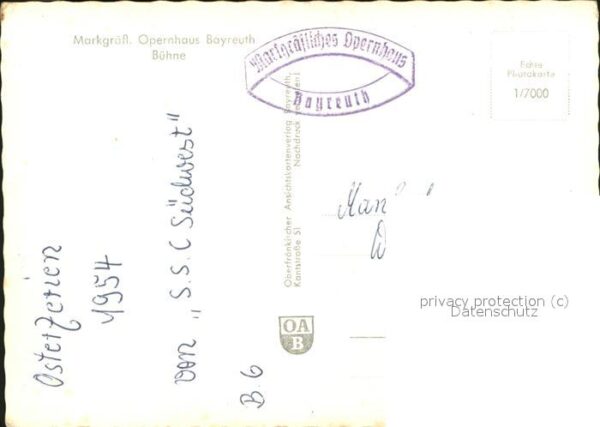 Markgräfl. Opernhaus Bayreuth
Bühne
Markgräfliches Opernhaus
Bayreuth
Echte
Photokarte
1/7000
Osterferien
1954
von "S.S.C Südwest"
B.6
Oberfränkischer Ansichtskartenverlag Bayreuth,
Kantstraße 51
Nachdruck
OA
B
privacy protection (c)
Datenschutz